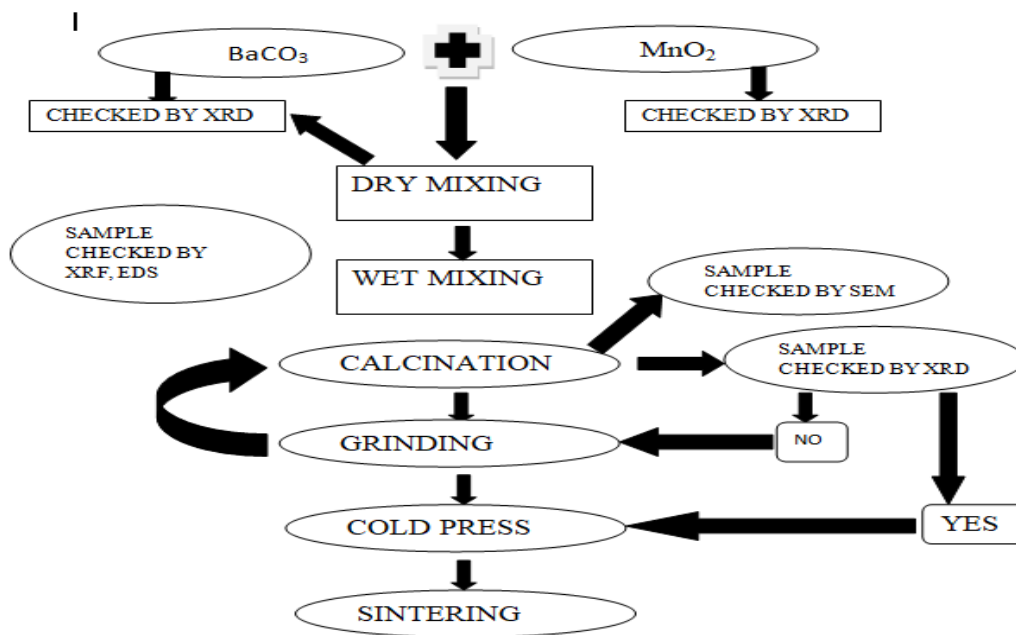 I
BaCO₃
MnO₂
CHECKED BY XRD
CHECKED BY XRD
DRY MIXING
SAMPLE
CHECKED BY
XRF, EDS
WET MIXING
SAMPLE
CHECKED BY SEM
CALCINATION
SAMPLE
CHECKED BY XRD
GRINDING
NO
COLD PRESS
YES
SINTERING